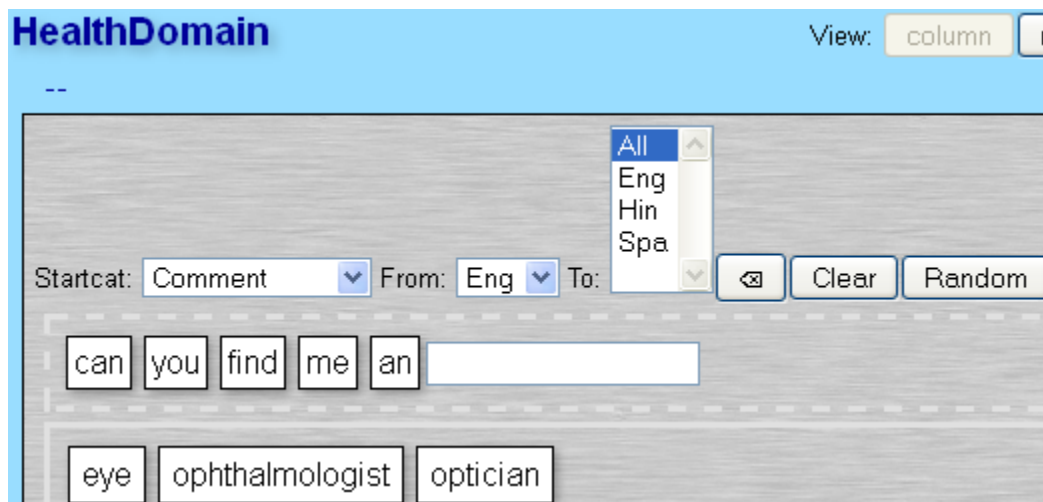 HealthDomain View: column
--
All
Eng
Hin
Spa
Startcat: Comment From: Eng To: ⌫ Clear Random
can you find me an
eye ophthalmologist optician